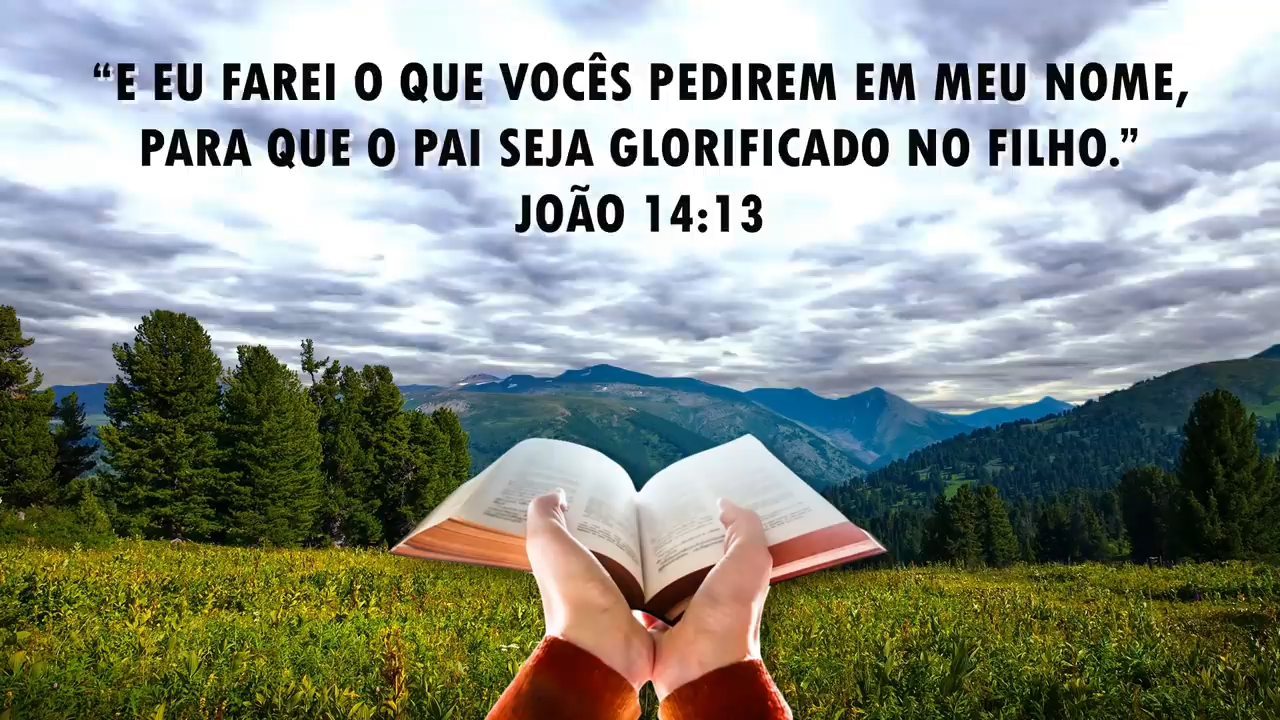 “E EU FAREI O QUE VOCÊS PEDIREM EM MEU NOME,
PARA QUE O PAI SEJA GLORIFICADO NO FILHO.”
JOÃO 14:13